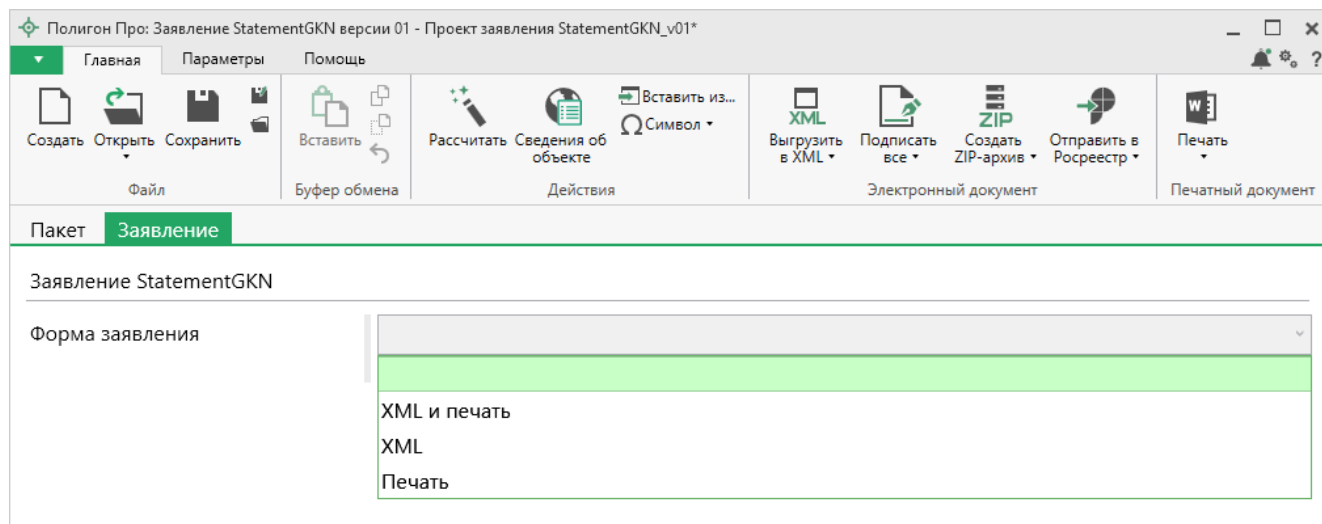 Полигон Про: Заявление StatementGKN версии 01 - Проект заявления StatementGKN_v01*
Главная Параметры Помощь
Создать Открыть Сохранить
Вставить
Рассчитать Сведения об объекте
Вставить из...
Символ
XML
Выгрузить в XML
Подписать все
ZIP
Создать ZIP-архив
Отправить в Росреестр
W
Печать
Файл Буфер обмена Действия Электронный документ Печатный документ
Пакет Заявление
Заявление StatementGKN
Форма заявления
XML и печать
XML
Печать